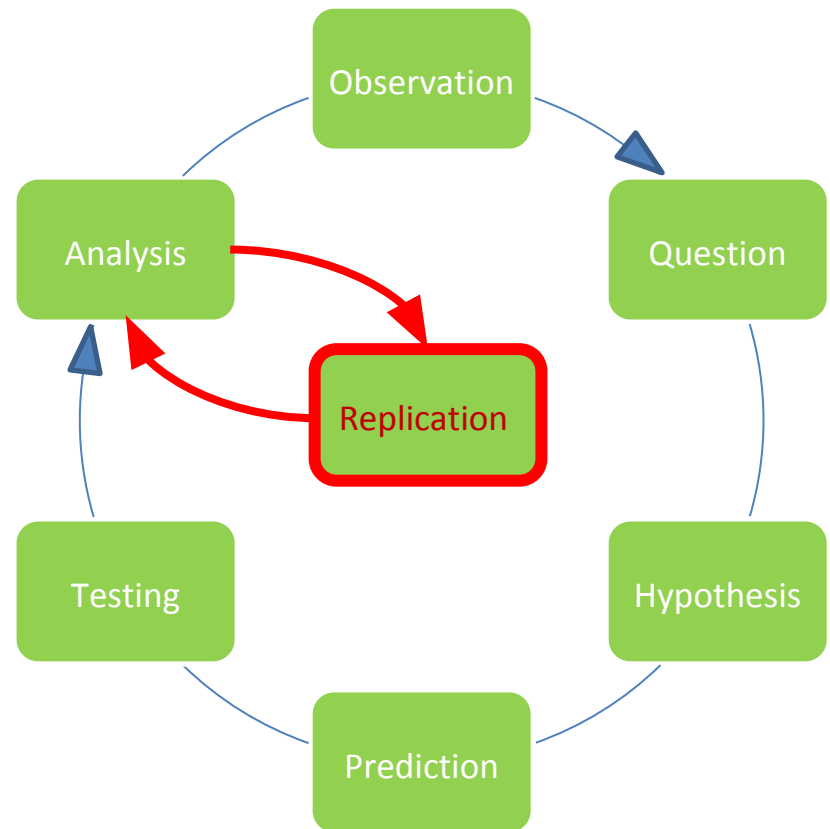 Observation
Analysis
Question
Replication
Testing
Hypothesis
Prediction